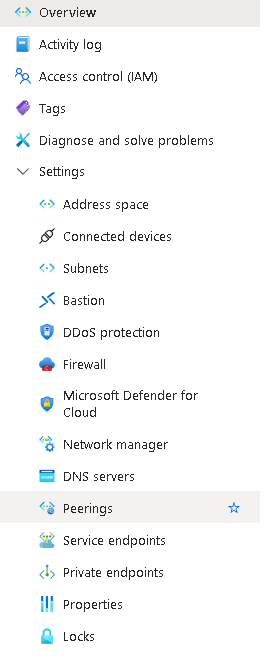 Overview
Activity log
Access control (IAM)
Tags
Diagnose and solve problems
Settings
Address space
Connected devices
Subnets
Bastion
DDoS protection
Firewall
Microsoft Defender for
Cloud
Network manager
DNS servers
Peerings
Service endpoints
Private endpoints
Properties
Locks